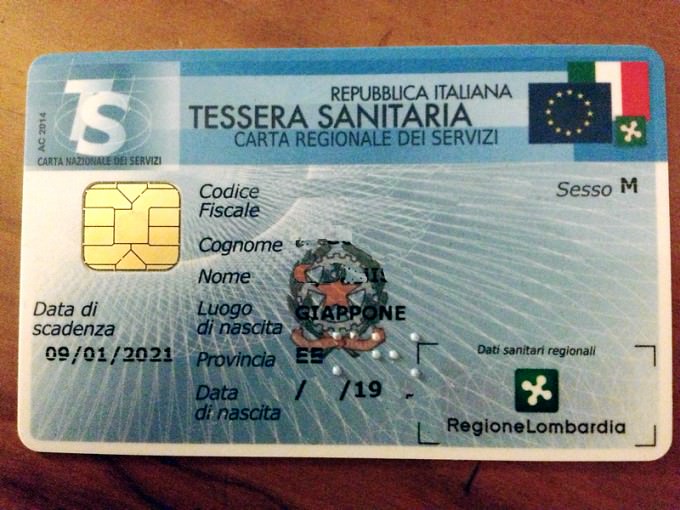 REPUBBLICA ITALIANA
TESSERA SANITARIA
CARTA REGIONALE DEI SERVIZI
TS
CARTA NAZIONALE DEI SERVIZI
AC 2014
Codice
Fiscale
Sesso M
Cognome
Nome
Luogo
di nascita GIAPPONE
Data di
scadenza
09/01/2021
Provincia EE
Data
di nascita / /19
Dati sanitari regionali
RegioneLombardia